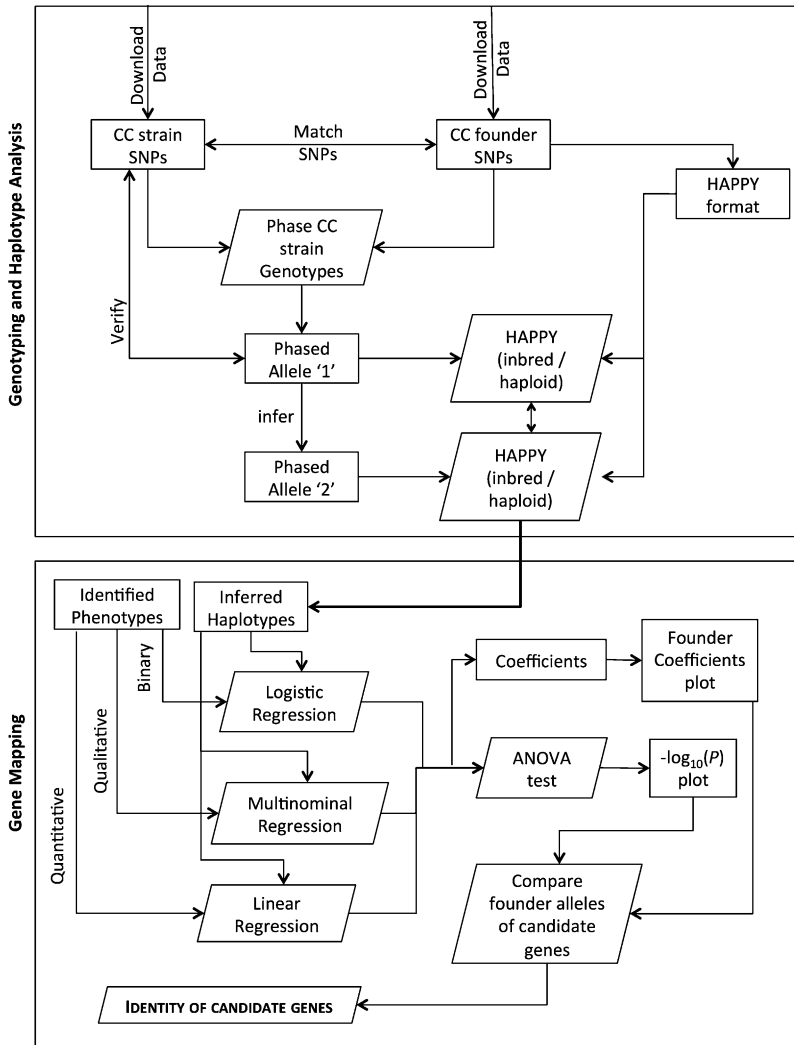 Genotyping and Haplotype Analysis
Download
Data
Download
Data
CC strain
SNPs
Match
SNPs
CC founder
SNPs
HAPPY
format
Phase CC
strain
Genotypes
Verify
Phased
Allele ‘1’
HAPPY
(inbred /
haploid)
infer
Phased
Allele ‘2’
HAPPY
(inbred /
haploid)
Gene Mapping
Identified
Phenotypes
Inferred
Haplotypes
Binary
Qualitative
Quantitative
Logistic
Regression
Multinominal
Regression
Linear
Regression
Coefficients
Founder
Coefficients
plot
ANOVA
test
-log10(P)
plot
Compare
founder alleles
of candidate
genes
IDENTITY OF CANDIDATE GENES